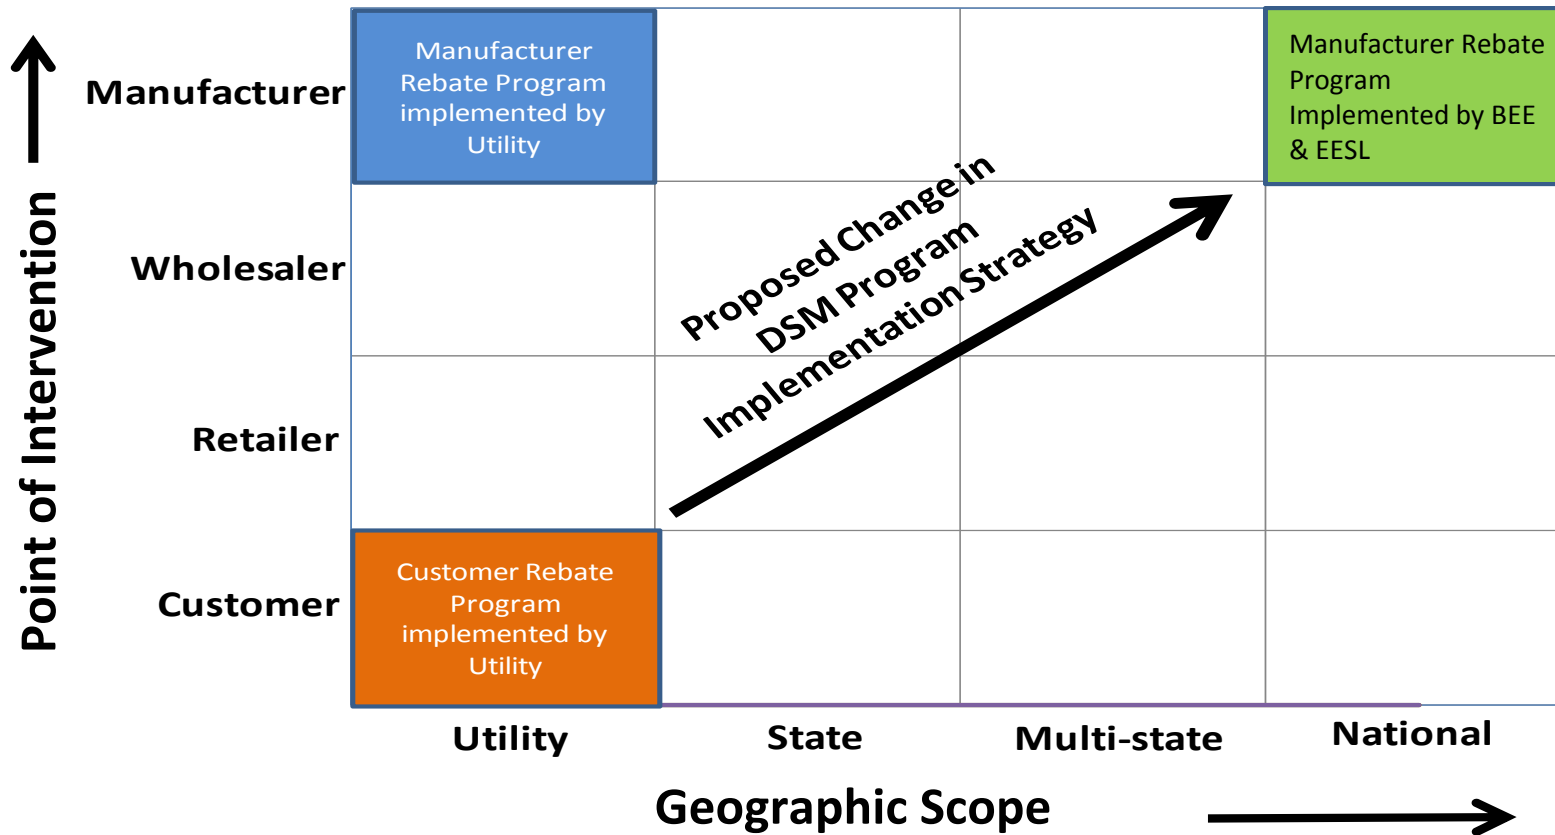 Manufacturer
Rebate Program
implemented by
Utility
Manufacturer Rebate
Program
Implemented by BEE
& EESL
Manufacturer
Wholesaler
Retailer
Customer
Point of Intervention
Proposed Change in
DSM Program
Implementation Strategy
Customer Rebate
Program
implemented by
Utility
Utility
State
Multi-state
National
Geographic Scope